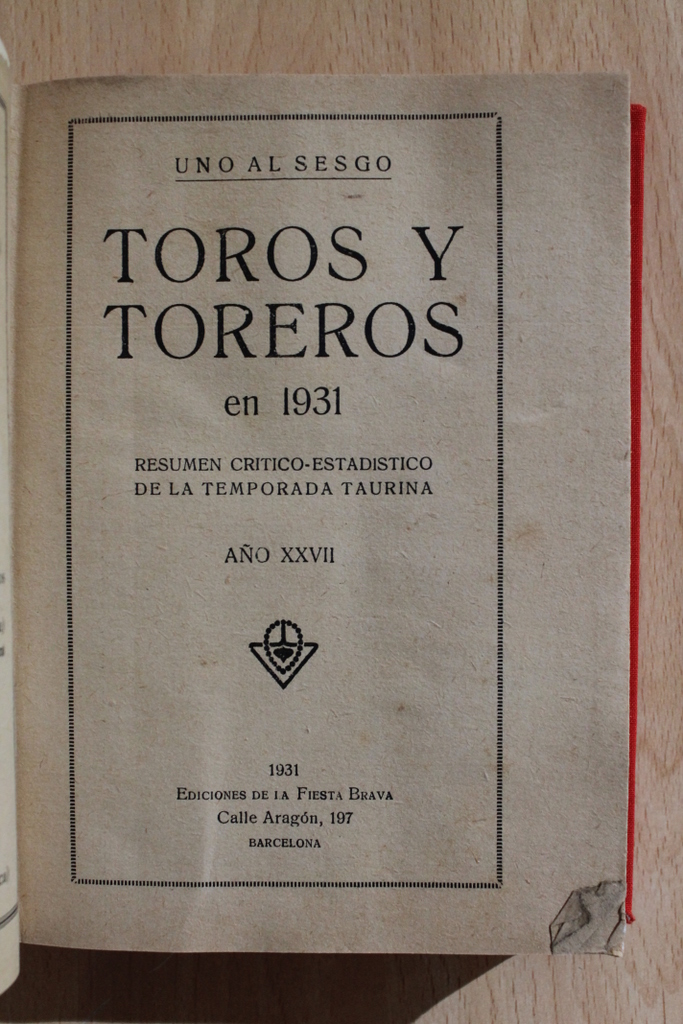 UNO AL SESGO
TOROS Y
TOREROS
en 1931
RESUMEN CRITICO-ESTADISTICO
DE LA TEMPORADA TAURINA
AÑO XXVII
1931
EDICIONES DE LA FIESTA BRAVA
Calle Aragón, 197
BARCELONA